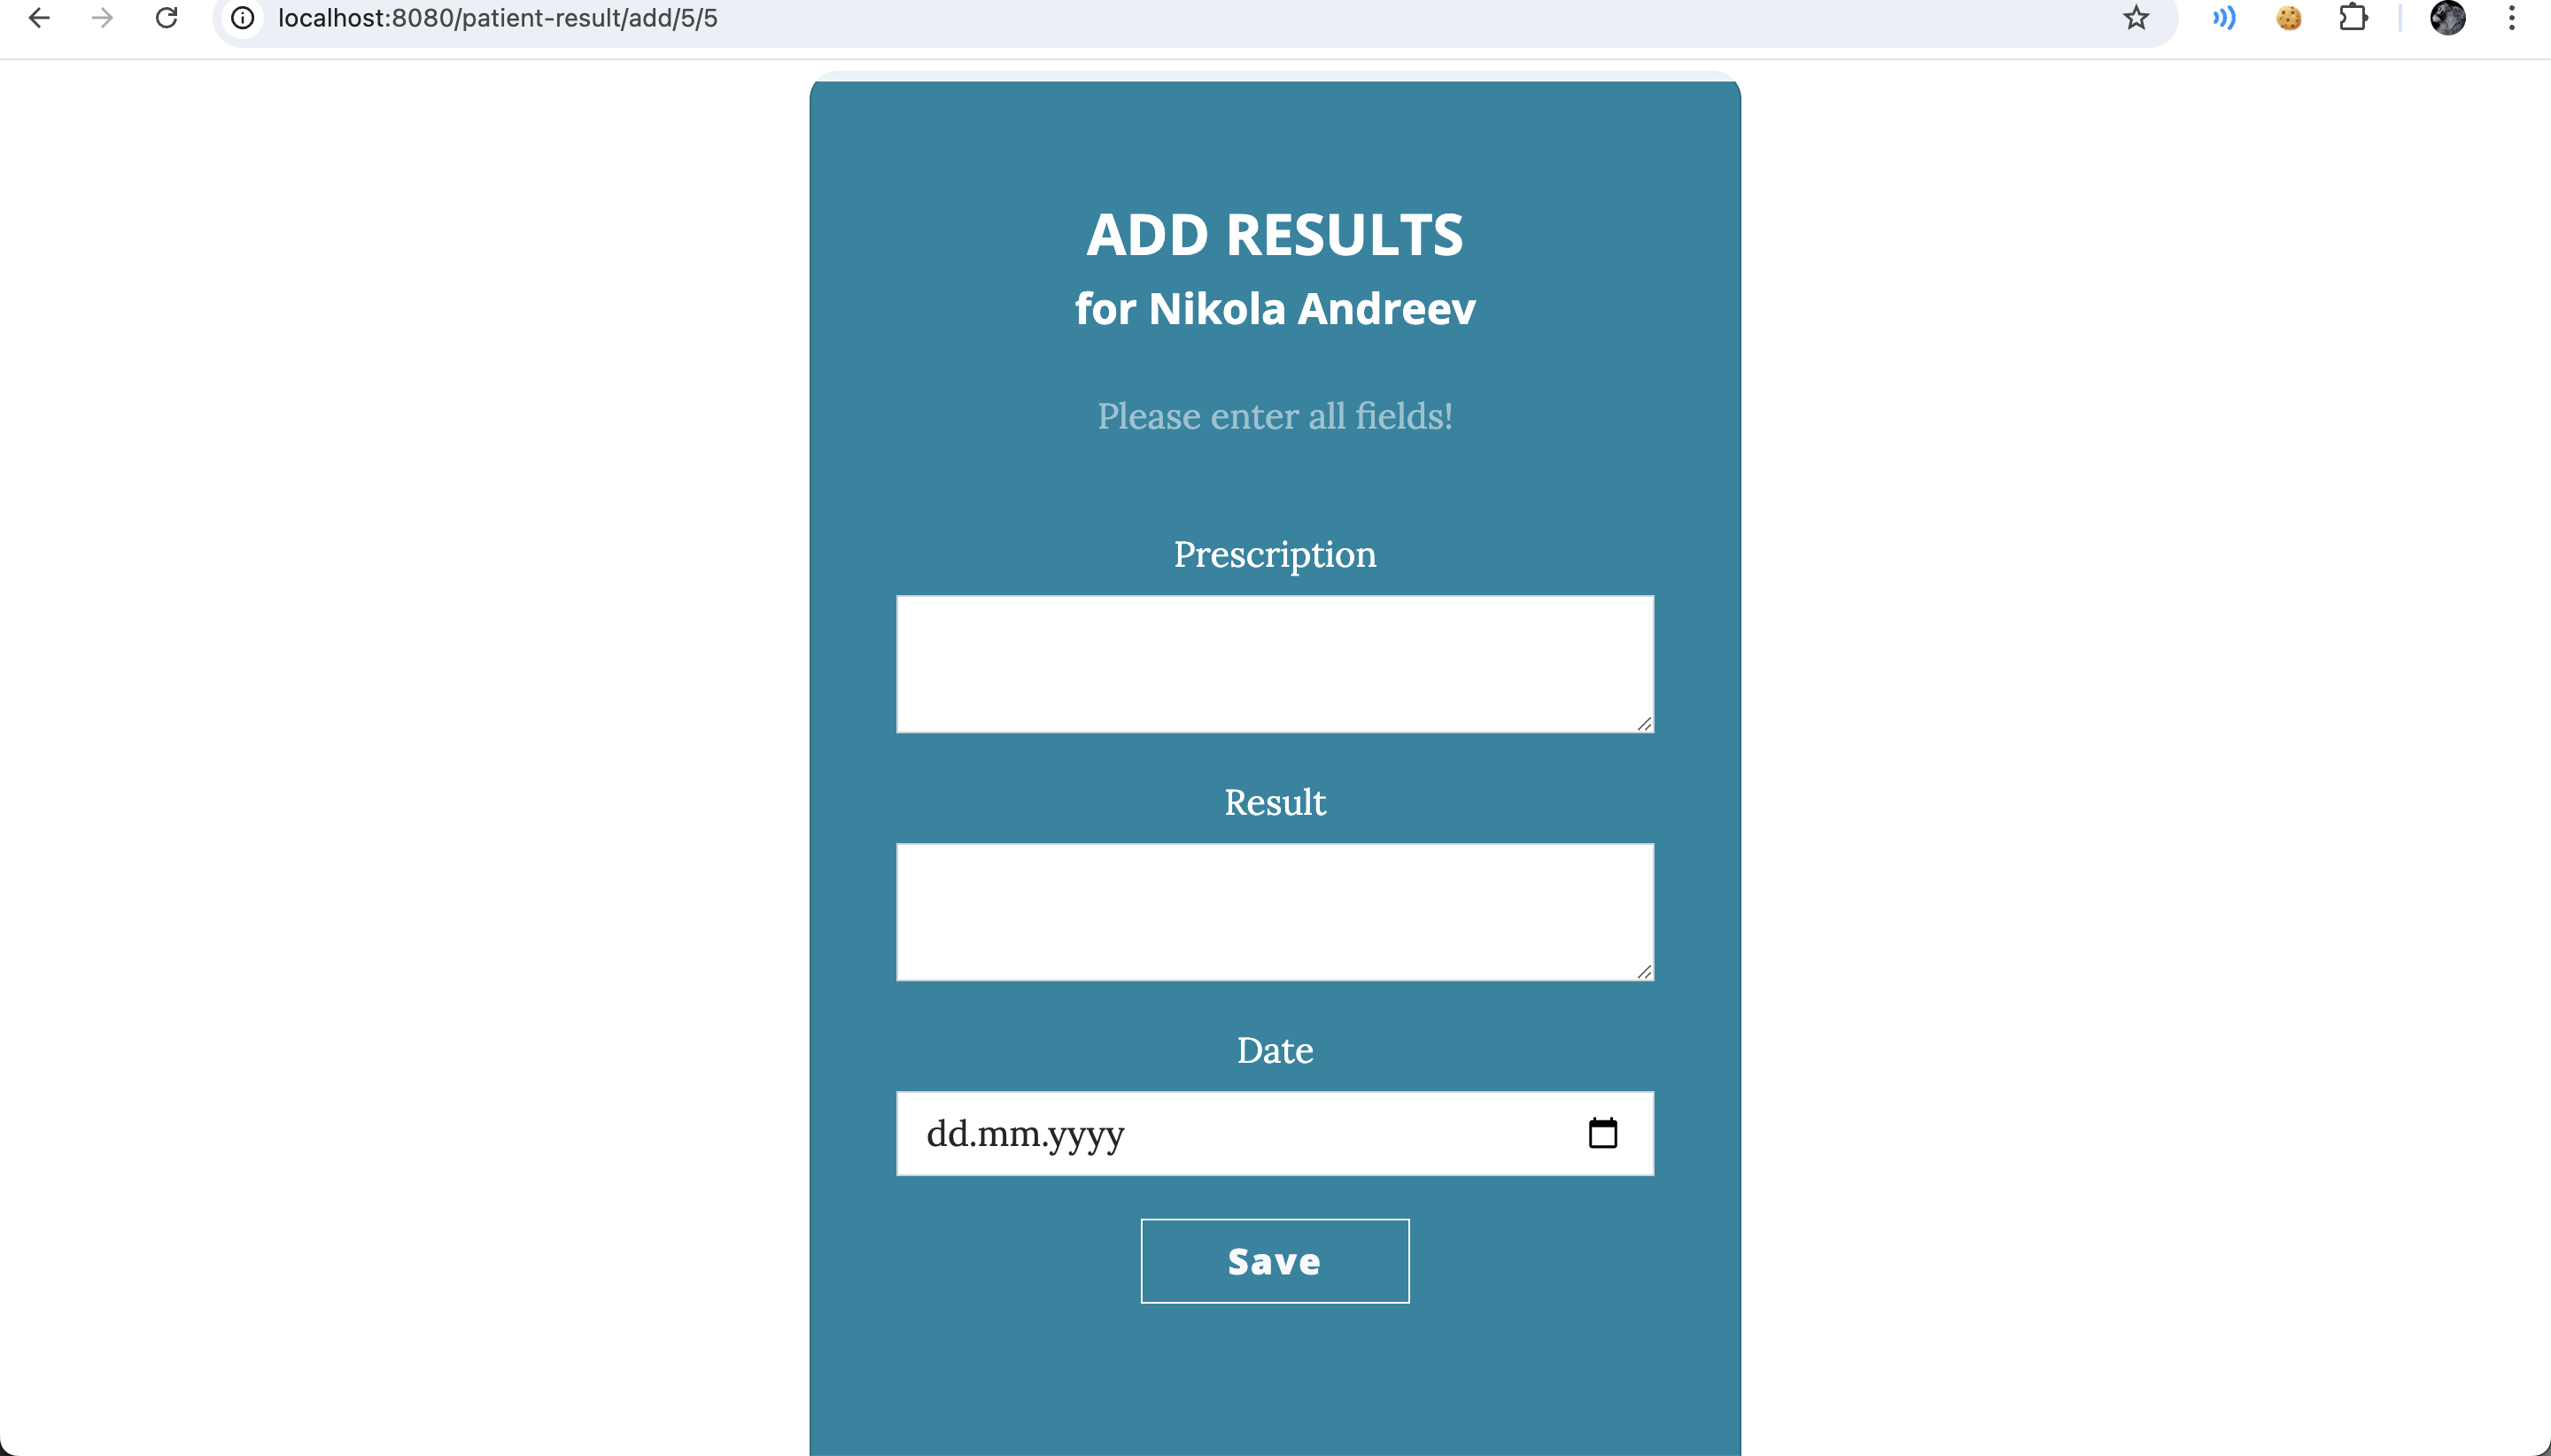 localhost:8080/patient-result/add/5/5
ADD RESULTS
for Nikola Andreev
Please enter all fields!
Prescription
Result
Date
dd.mm.yyyy
Save